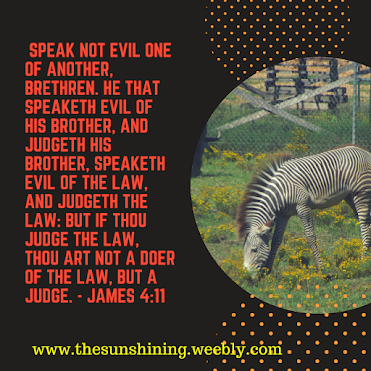 SPEAK NOT EVIL ONE
OF ANOTHER,
BRETHREN. HE THAT
SPEAKETH EVIL OF
HIS BROTHER, AND
JUDGETH HIS
BROTHER, SPEAKETH
EVIL OF THE LAW,
AND JUDGETH THE
LAW: BUT IF THOU
JUDGE THE LAW,
THOU ART NOT A DOER
OF THE LAW, BUT A
JUDGE. - JAMES 4:11
www.thesunshining.weebly.com